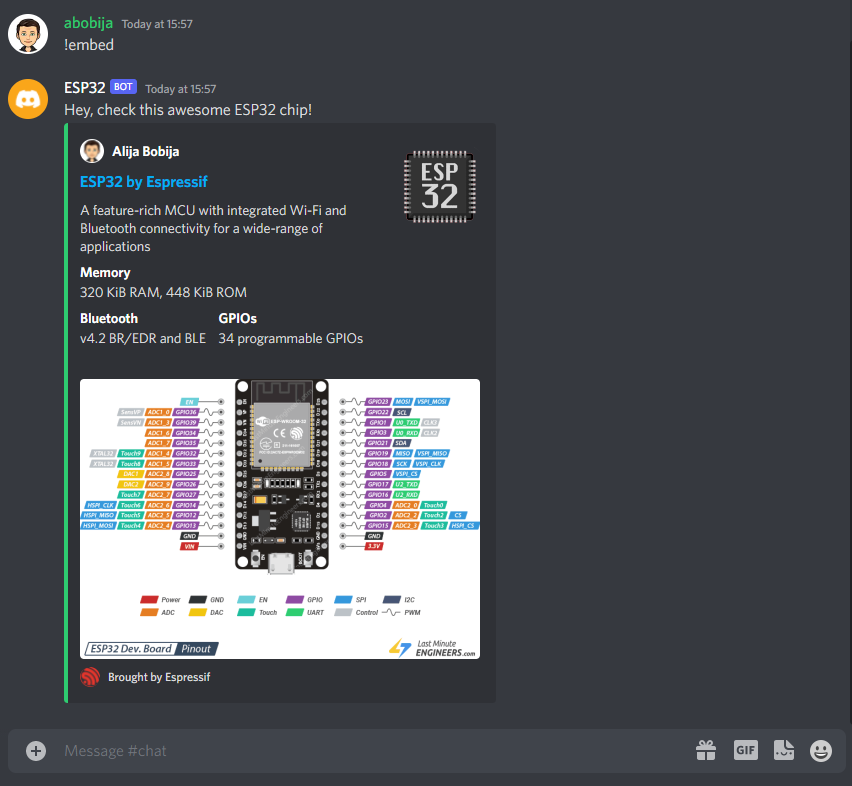 abobija Today at 15:57
!embed
ESP32 BOT Today at 15:57
Hey, check this awesome ESP32 chip!
Alija Bobija
ESP32 by Espressif
ESP
32
A feature-rich MCU with integrated Wi-Fi and
Bluetooth connectivity for a wide-range of
applications
Memory
320 KiB RAM, 448 KiB ROM
Bluetooth GPIOs
v4.2 BR/EDR and BLE 34 programmable GPIOs
EN GPIO23 MOSI VSPI_MOSI
SensVP ADC1_0 GPIO36 GPIO22 SCL
SensVN ADC1_3 GPIO39 GPIO1 U0_TXD CLK3
ADC1_6 GPIO34 GPIO3 U0_RXD CLK2
ADC1_7 GPIO35 GPIO21 SDA
XTAL32 Touch9 ADC1_4 GPIO32 GPIO19 MISO VSPI_MISO
XTAL32 Touch8 ADC1_5 GPIO33 GPIO18 SCK VSPI_CLK
DAC1 ADC2_8 GPIO25 GPIO5 VSPI_CS
DAC2 ADC2_9 GPIO26 GPIO17 U2_TXD
Touch7 ADC2_7 GPIO27 GPIO16 U2_RXD
HSPI_CLK Touch6 ADC2_6 GPIO14 GPIO4 ADC2_0 Touch0
HSPI_MISO Touch5 ADC2_5 GPIO12 GPIO2 ADC2_2 Touch2 CS
HSPI_MOSI Touch4 ADC2_4 GPIO13 GPIO15 ADC2_3 Touch3 HSPI_CS
GND GND
VIN 3.3V
ESP-WROOM-32
EN BOOT
Power GND EN GPIO SPI I2C
ADC DAC Touch UART Control PWM
ESP32 Dev. Board Pinout
Last Minute
ENGINEERS.com
Brought by Espressif
Message #chat
GIF